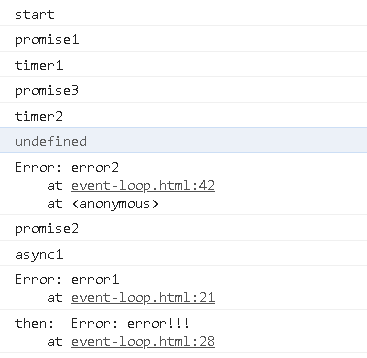 start
promise1
timer1
promise3
timer2
undefined
Error: error2
    at event-loop.html:42
    at <anonymous>
promise2
async1
Error: error1
    at event-loop.html:21
then:  Error: error!!!
    at event-loop.html:28